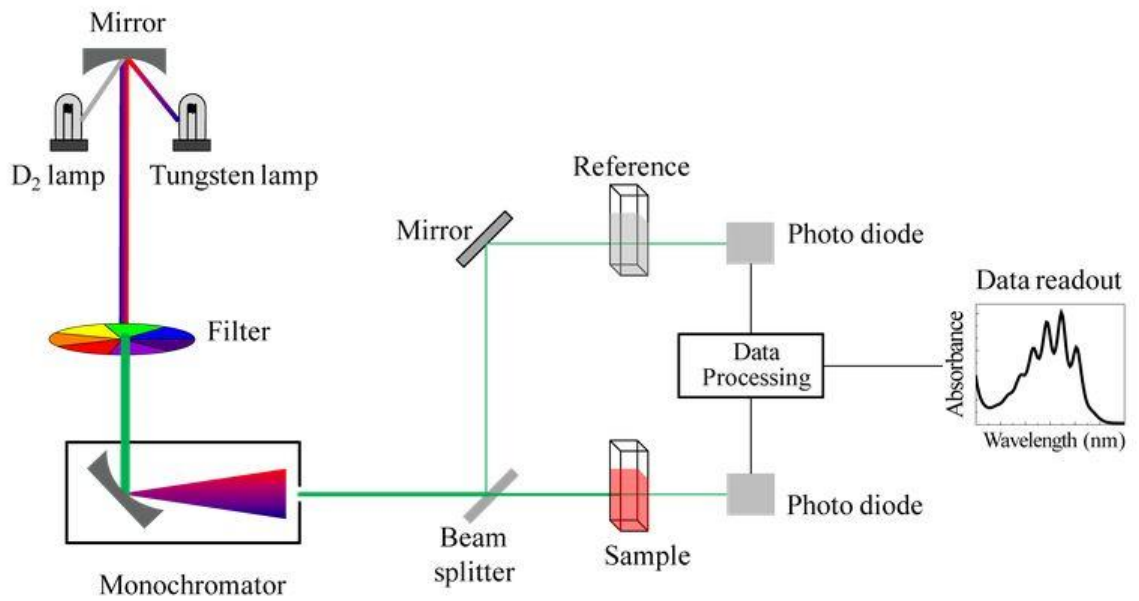 Mirror
D₂ lamp
Tungsten lamp
Filter
Monochromator
Beam
splitter
Mirror
Reference
Sample
Photo diode
Photo diode
Data
Processing
Data readout
Absorbance
Wavelength (nm)